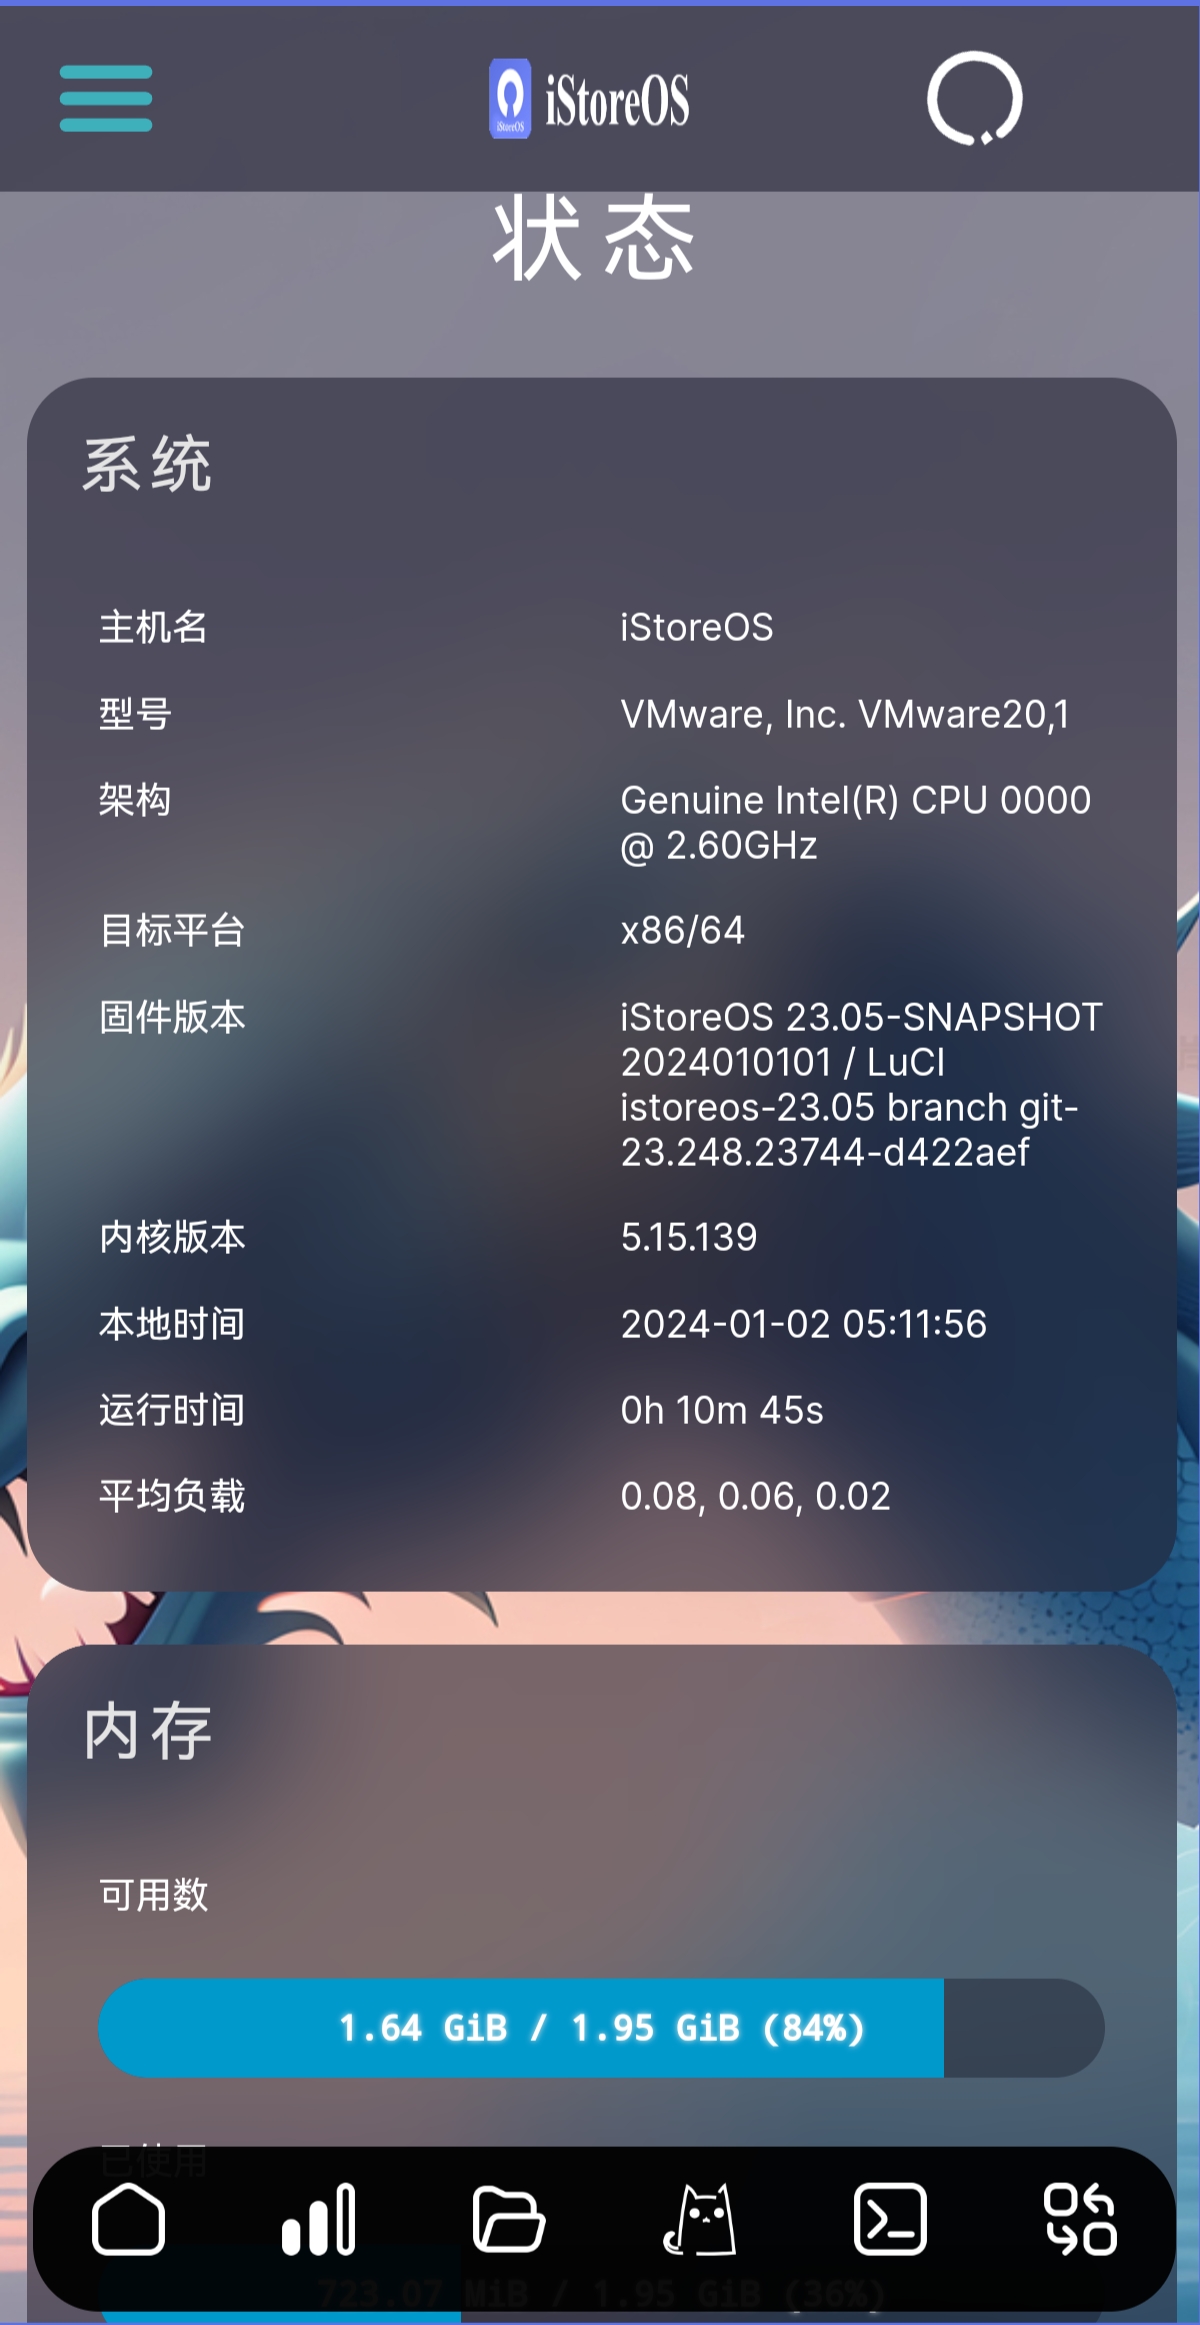 iStoreOS
iStoreOS
状态
系统
主机名
iStoreOS
型号
VMware, Inc. VMware20,1
架构
Genuine Intel(R) CPU 0000
@ 2.60GHz
目标平台
x86/64
固件版本
iStoreOS 23.05-SNAPSHOT
2024010101 / LuCI
istoreos-23.05 branch git-
23.248.23744-d422aef
内核版本
5.15.139
本地时间
2024-01-02 05:11:56
运行时间
0h 10m 45s
平均负载
0.08, 0.06, 0.02
内存
可用数
1.64 GiB / 1.95 GiB (84%)
已使用
723.07 MiB / 1.95 GiB (36%)